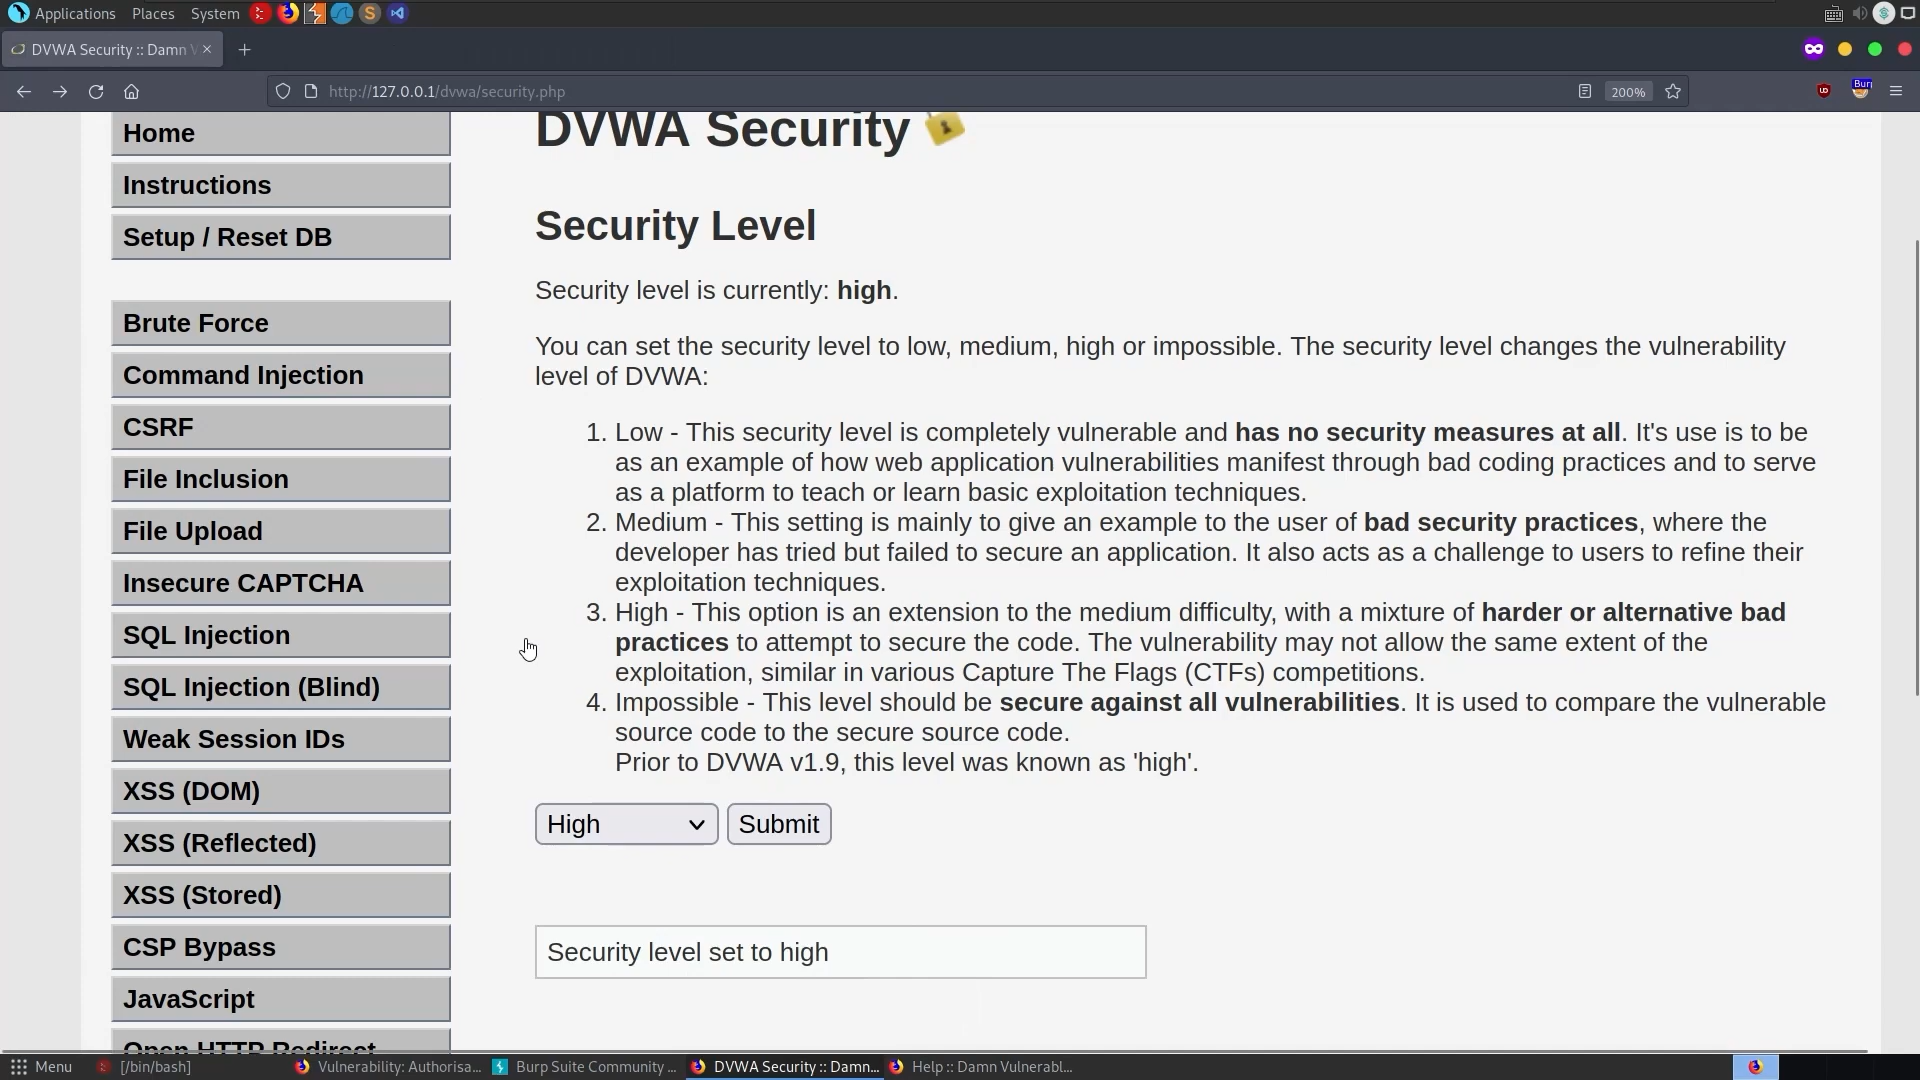 Applications Places System
DVWA Security :: Damn V
http://127.0.0.1/dvwa/security.php
200%
Home
Instructions
Setup / Reset DB
Brute Force
Command Injection
CSRF
File Inclusion
File Upload
Insecure CAPTCHA
SQL Injection
SQL Injection (Blind)
Weak Session IDs
XSS (DOM)
XSS (Reflected)
XSS (Stored)
CSP Bypass
JavaScript
Open HTTP Redirect
DVWA Security
Security Level
Security level is currently: high.
You can set the security level to low, medium, high or impossible. The security level changes the vulnerability
level of DVWA:
1. Low - This security level is completely vulnerable and has no security measures at all. It's use is to be
as an example of how web application vulnerabilities manifest through bad coding practices and to serve
as a platform to teach or learn basic exploitation techniques.
2. Medium - This setting is mainly to give an example to the user of bad security practices, where the
developer has tried but failed to secure an application. It also acts as a challenge to users to refine their
exploitation techniques.
3. High - This option is an extension to the medium difficulty, with a mixture of harder or alternative bad
practices to attempt to secure the code. The vulnerability may not allow the same extent of the
exploitation, similar in various Capture The Flags (CTFs) competitions.
4. Impossible - This level should be secure against all vulnerabilities. It is used to compare the vulnerable
source code to the secure source code.
Prior to DVWA v1.9, this level was known as 'high'.
High Submit
Security level set to high
Menu [/bin/bash] Vulnerability: Authorisa... Burp Suite Community ... DVWA Security :: Damn... Help :: Damn Vulnerabl...